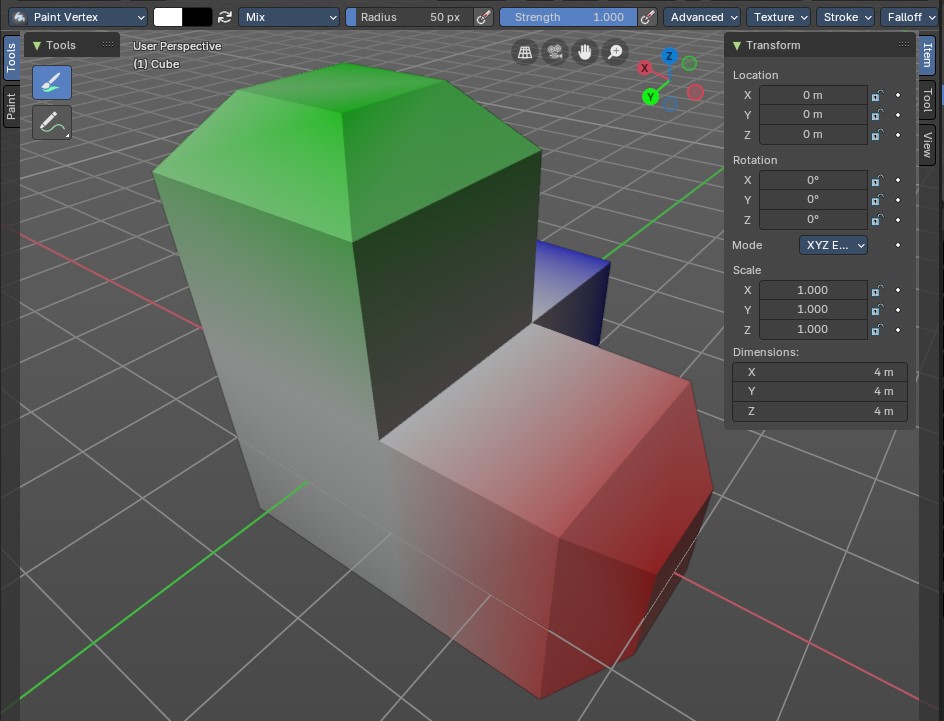 Paint Vertex Mix Radius 50 px Strength 1.000 Advanced Texture Stroke Falloff
Tools
Paint
Tools
User Perspective
(1) Cube
Z
X
Y
Transform
Location
X 0 m
Y 0 m
Z 0 m
Rotation
X 0°
Y 0°
Z 0°
Mode XYZ E...
Scale
X 1.000
Y 1.000
Z 1.000
Dimensions:
X 4 m
Y 4 m
Z 4 m
Item
Tool
View